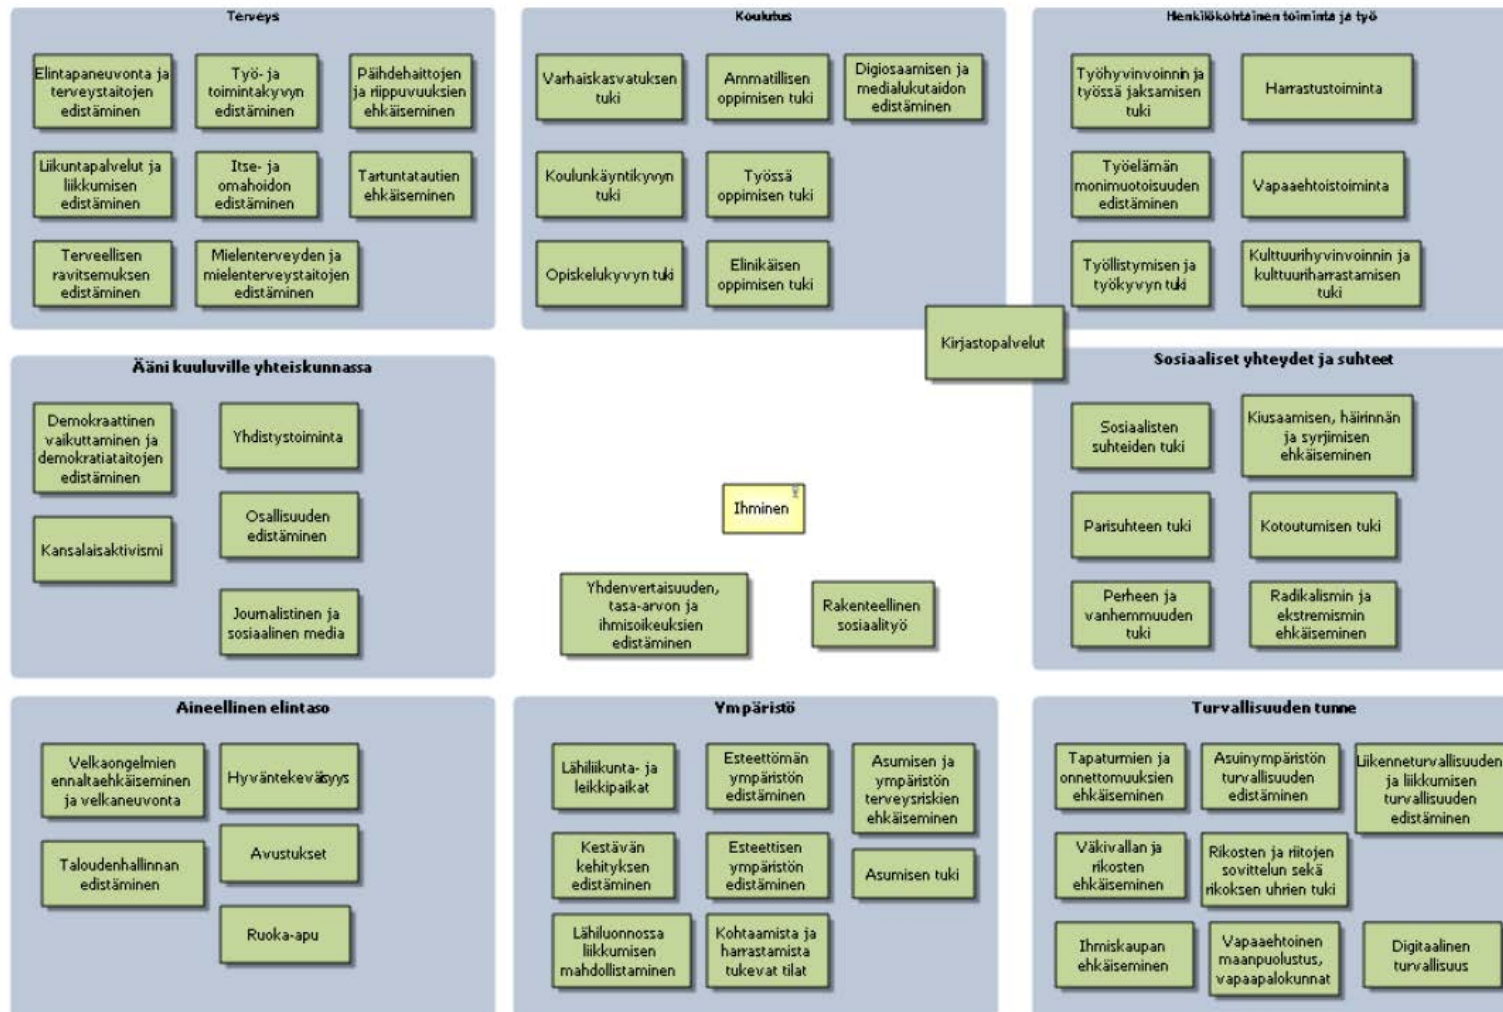 Terveys
Elintapaneuvonta ja
terveystaitojen
edistäminen
Työ- ja
toimintakyvyn
edistäminen
Päihdehaittojen
ja riippuvuuksien
ehkäiseminen
Liikuntapalvelut ja
liikkumisen
edistäminen
Itse- ja
omahoidon
edistäminen
Tartuntatautien
ehkäiseminen
Terveellisen
ravitsemuksen
edistäminen
Mielenterveyden ja
mielenterveystaitojen
edistäminen
Koulutus
Varhaiskasvatuksen
tuki
Ammatillisen
oppimisen tuki
Digiosaamisen ja
medialukutaidon
edistäminen
Koulunkäyntikyvyn
tuki
Työssä
oppimisen tuki
Opiskelukyvyn tuki
Elinikäisen
oppimisen tuki
Henkilökohtainen toiminta ja työ
Työhyvinvoinnin ja
työssä jaksamisen
tuki
Harrastustoiminta
Työelämän
monimuotoisuuden
edistäminen
Vapaaehtoistoiminta
Työllistymisen ja
työkyvyn tuki
Kulttuurihyvinvoinnin ja
kulttuuriharrastamisen
tuki
Kirjastopalvelut
Ääni kuuluville yhteiskunnassa
Demokraattinen
vaikuttaminen ja
demokratiataitojen
edistäminen
Yhdistystoiminta
Kansalaisaktivismi
Osallisuuden
edistäminen
Journalistinen ja
sosiaalinen media
Ihminen
Yhdenvertaisuuden,
tasa-arvon ja
ihmisoikeuksien
edistäminen
Rakenteellinen
sosiaalityö
Sosiaaliset yhteydet ja suhteet
Sosiaalisten
suhteiden tuki
Kiusaamisen, häirinnän
ja syrjimisen
ehkäiseminen
Parisuhteen tuki
Kotoutumisen tuki
Perheen ja
vanhemmuuden
tuki
Radikalismin ja
ekstremismin
ehkäiseminen
Aineellinen elintaso
Velkaongelmien
ennaltaehkäiseminen
ja velkaneuvonta
Hyväntekeväisyys
Taloudenhallinnan
edistäminen
Avustukset
Ruoka-apu
Ympäristö
Lähiliikunta- ja
leikkipaikat
Esteettömän
ympäristön
edistäminen
Asumisen ja
ympäristön
terveysriskien
ehkäiseminen
Kestävän
kehityksen
edistäminen
Esteettisen
ympäristön
edistäminen
Asumisen tuki
Lähiluonnossa
liikkumisen
mahdollistaminen
Kohtaamista ja
harrastamista
tukevat tilat
Turvallisuuden tunne
Tapaturmien ja
onnettomuuksien
ehkäiseminen
Asuinympäristön
turvallisuuden
edistäminen
Liikenneturvallisuuden
ja liikkumisen
turvallisuuden
edistäminen
Väkivallan ja
rikosten
ehkäiseminen
Rikosten ja riitojen
sovittelun sekä
rikoksen uhrien tuki
Ihmiskaupan
ehkäiseminen
Vapaaehtoinen
maanpuolustus,
vapaapalokunnat
Digitaalinen
turvallisuus